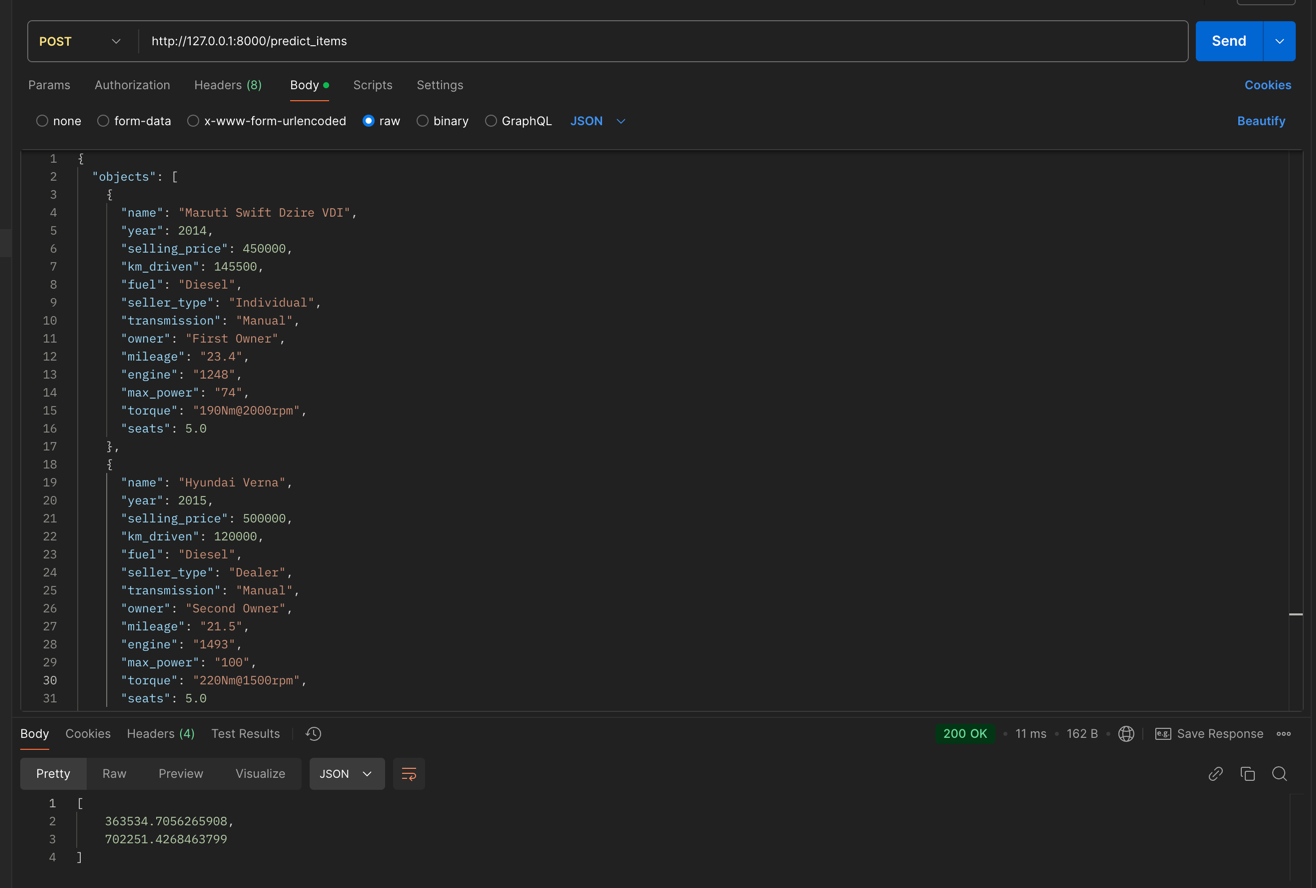 POST http://127.0.0.1:8000/predict_items Send
Params Authorization Headers (8) Body Scripts Settings Cookies
none form-data x-www-form-urlencoded raw binary GraphQL JSON Beautify
1 {
2 "objects": [
3 {
4 "name": "Maruti Swift Dzire VDI",
5 "year": 2014,
6 "selling_price": 450000,
7 "km_driven": 145500,
8 "fuel": "Diesel",
9 "seller_type": "Individual",
10 "transmission": "Manual",
11 "owner": "First Owner",
12 "mileage": "23.4",
13 "engine": "1248",
14 "max_power": "74",
15 "torque": "190Nm@2000rpm",
16 "seats": 5.0
17 },
18 {
19 "name": "Hyundai Verna",
20 "year": 2015,
21 "selling_price": 500000,
22 "km_driven": 120000,
23 "fuel": "Diesel",
24 "seller_type": "Dealer",
25 "transmission": "Manual",
26 "owner": "Second Owner",
27 "mileage": "21.5",
28 "engine": "1493",
29 "max_power": "100",
30 "torque": "220Nm@1500rpm",
31 "seats": 5.0
Body Cookies Headers (4) Test Results 200 OK • 11 ms • 162 B • e.g. Save Response
Pretty Raw Preview Visualize JSON
1 [
2 363534.7056265908,
3 702251.4268463799
4 ]